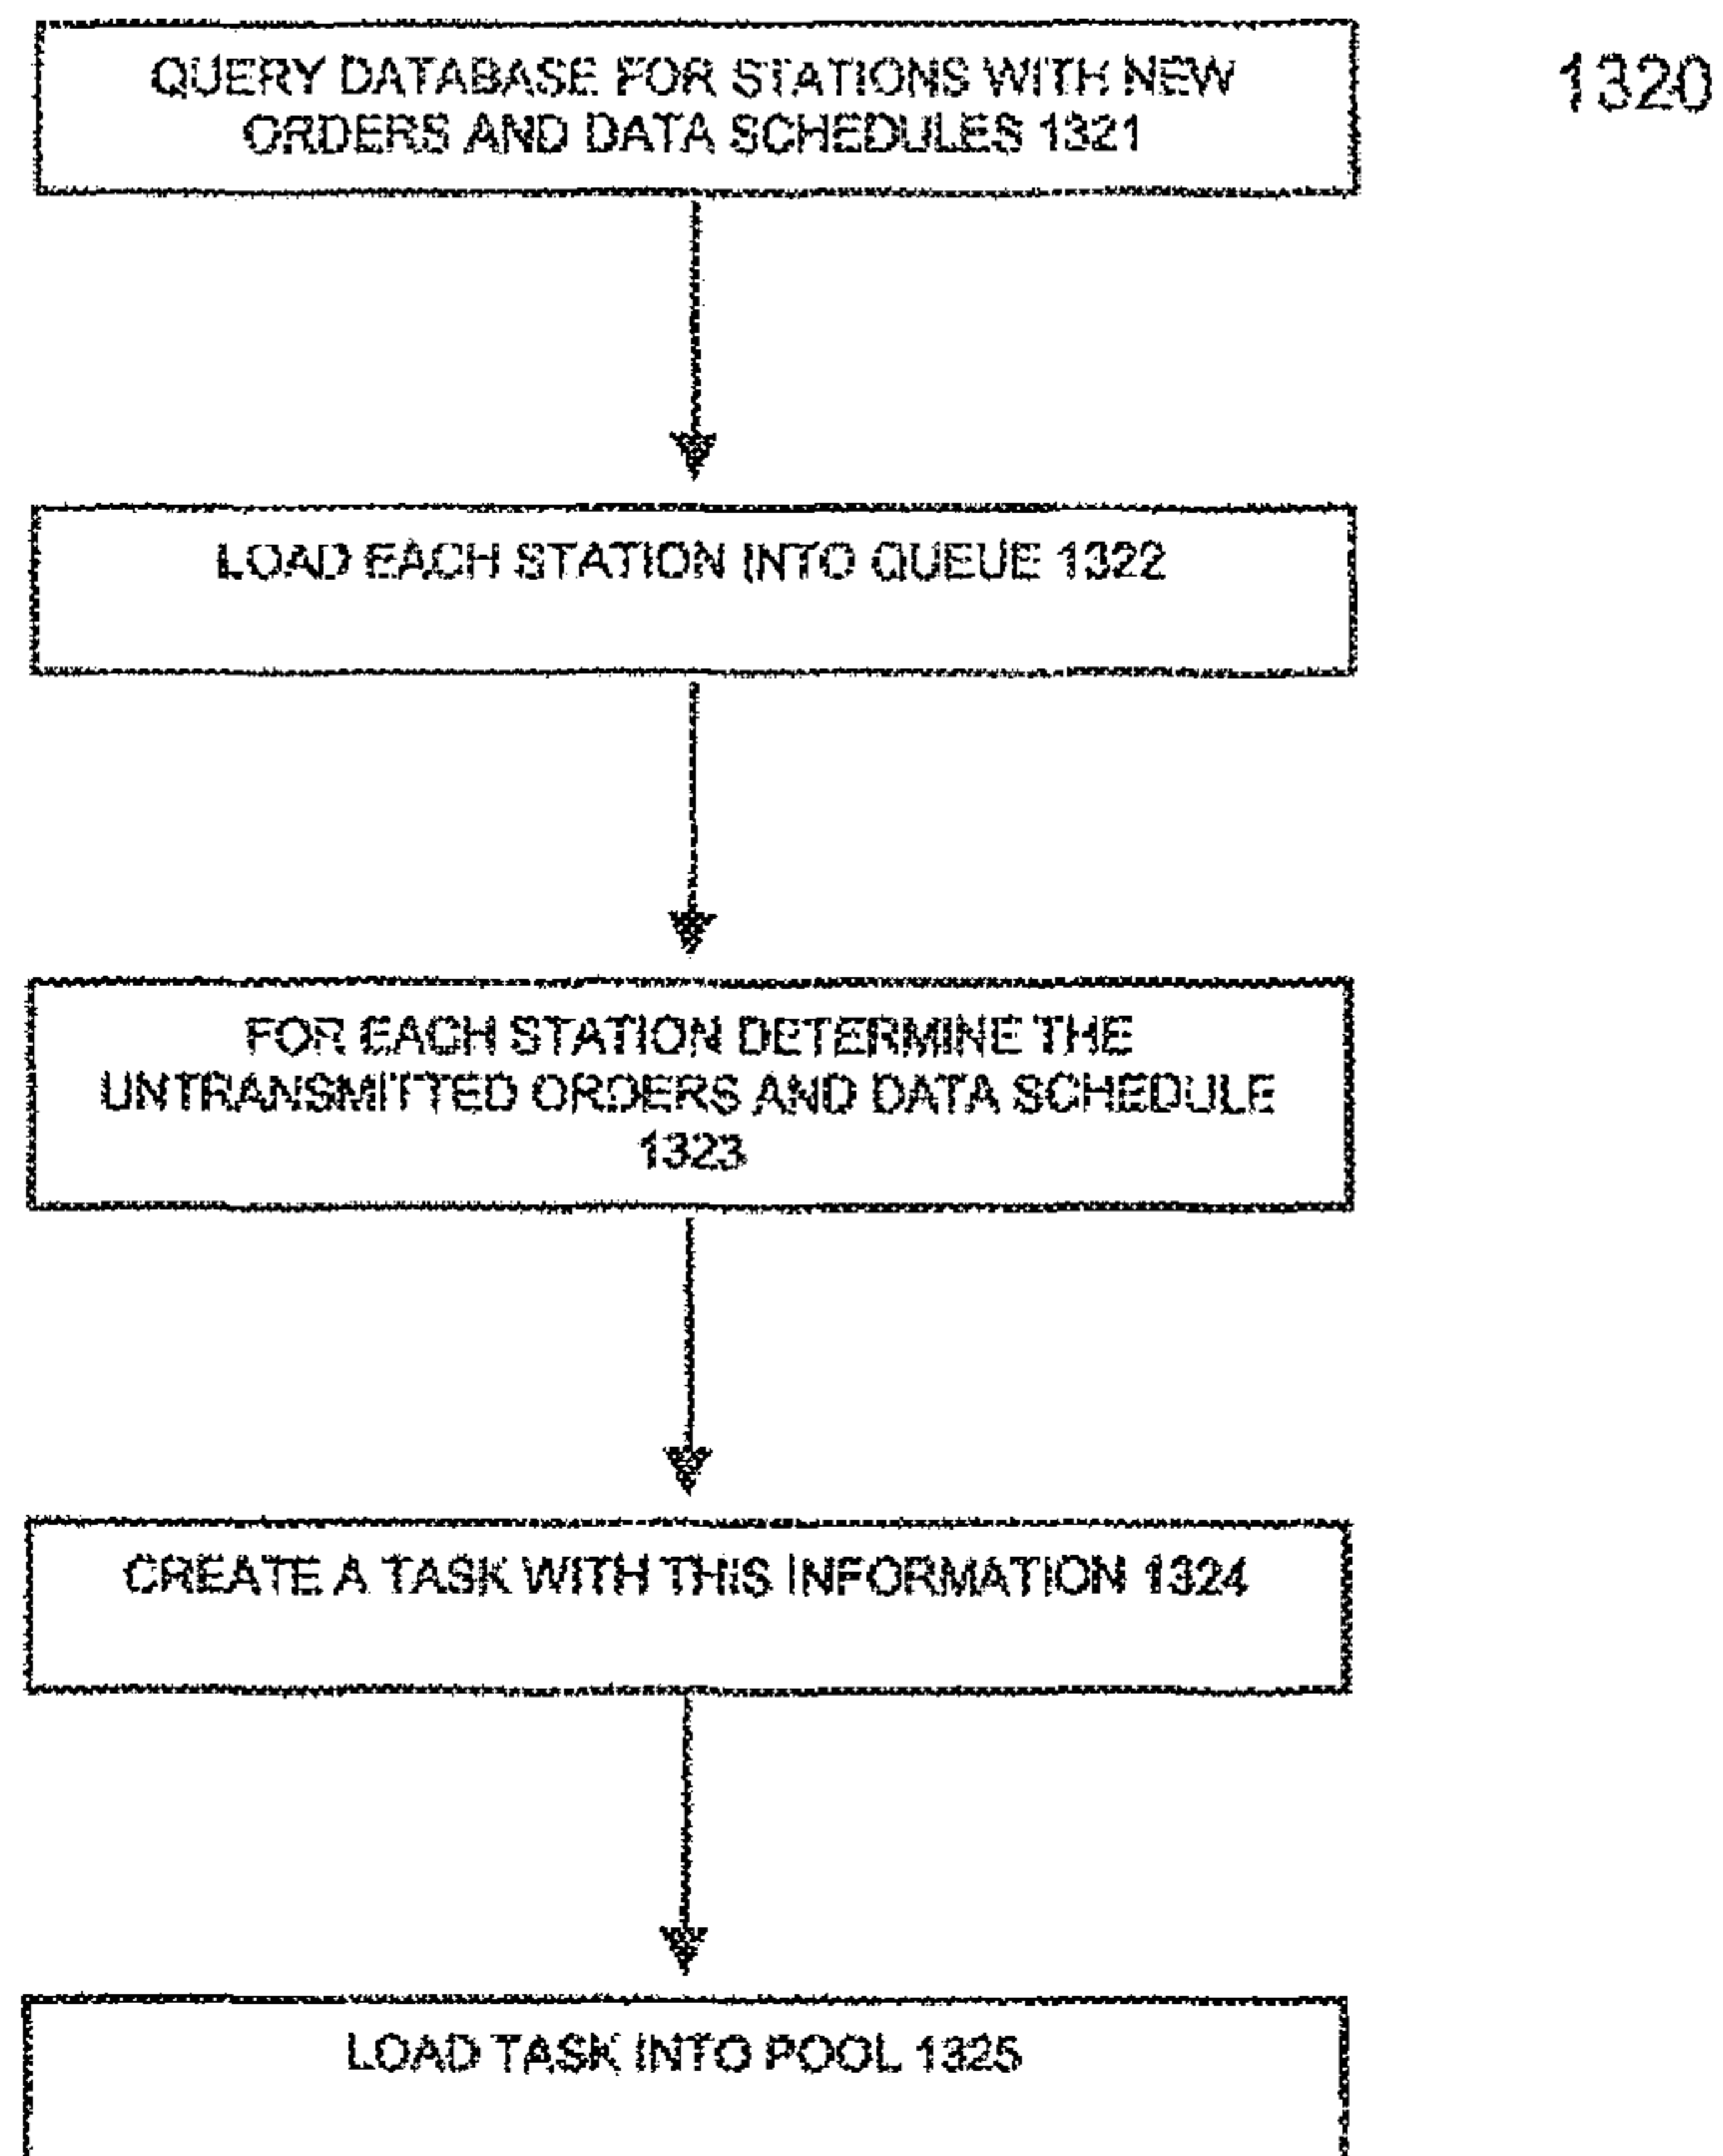 1320
QUERY DATABASE FOR STATIONS WITH NEW
ORDERS AND DATA SCHEDULES 1321
LOAD EACH STATION INTO QUEUE 1322
FOR EACH STATION DETERMINE THE
UNTRANSMITTED ORDERS AND DATA SCHEDULE
1323
CREATE A TASK WITH THIS INFORMATION 1324
LOAD TASK INTO POOL 1325